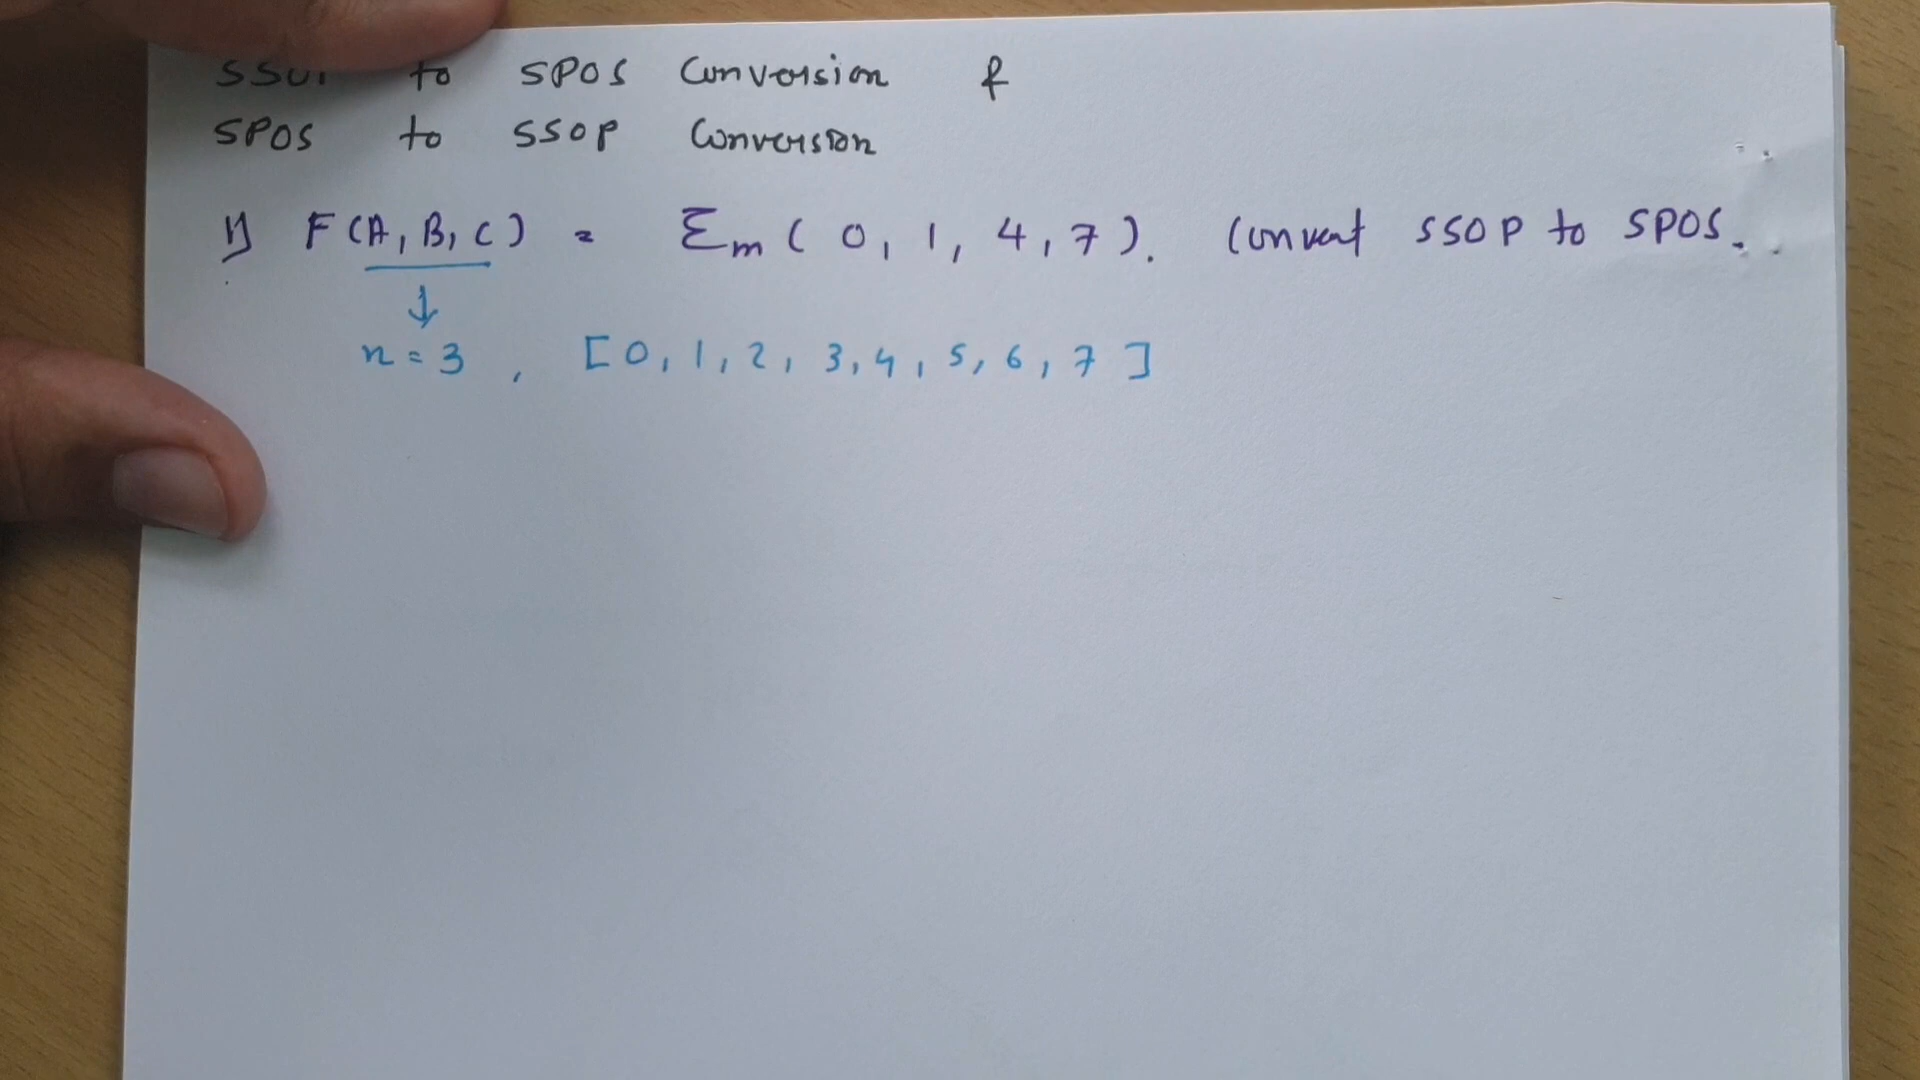 to SPOS Conversion &
SPOS to SSOP Conversion
1) F(A, B, C) = Σm ( 0, 1, 4, 7 ). Convert SSOP to SPOS.
↓
n = 3 , [ 0, 1, 2, 3, 4, 5, 6, 7 ]